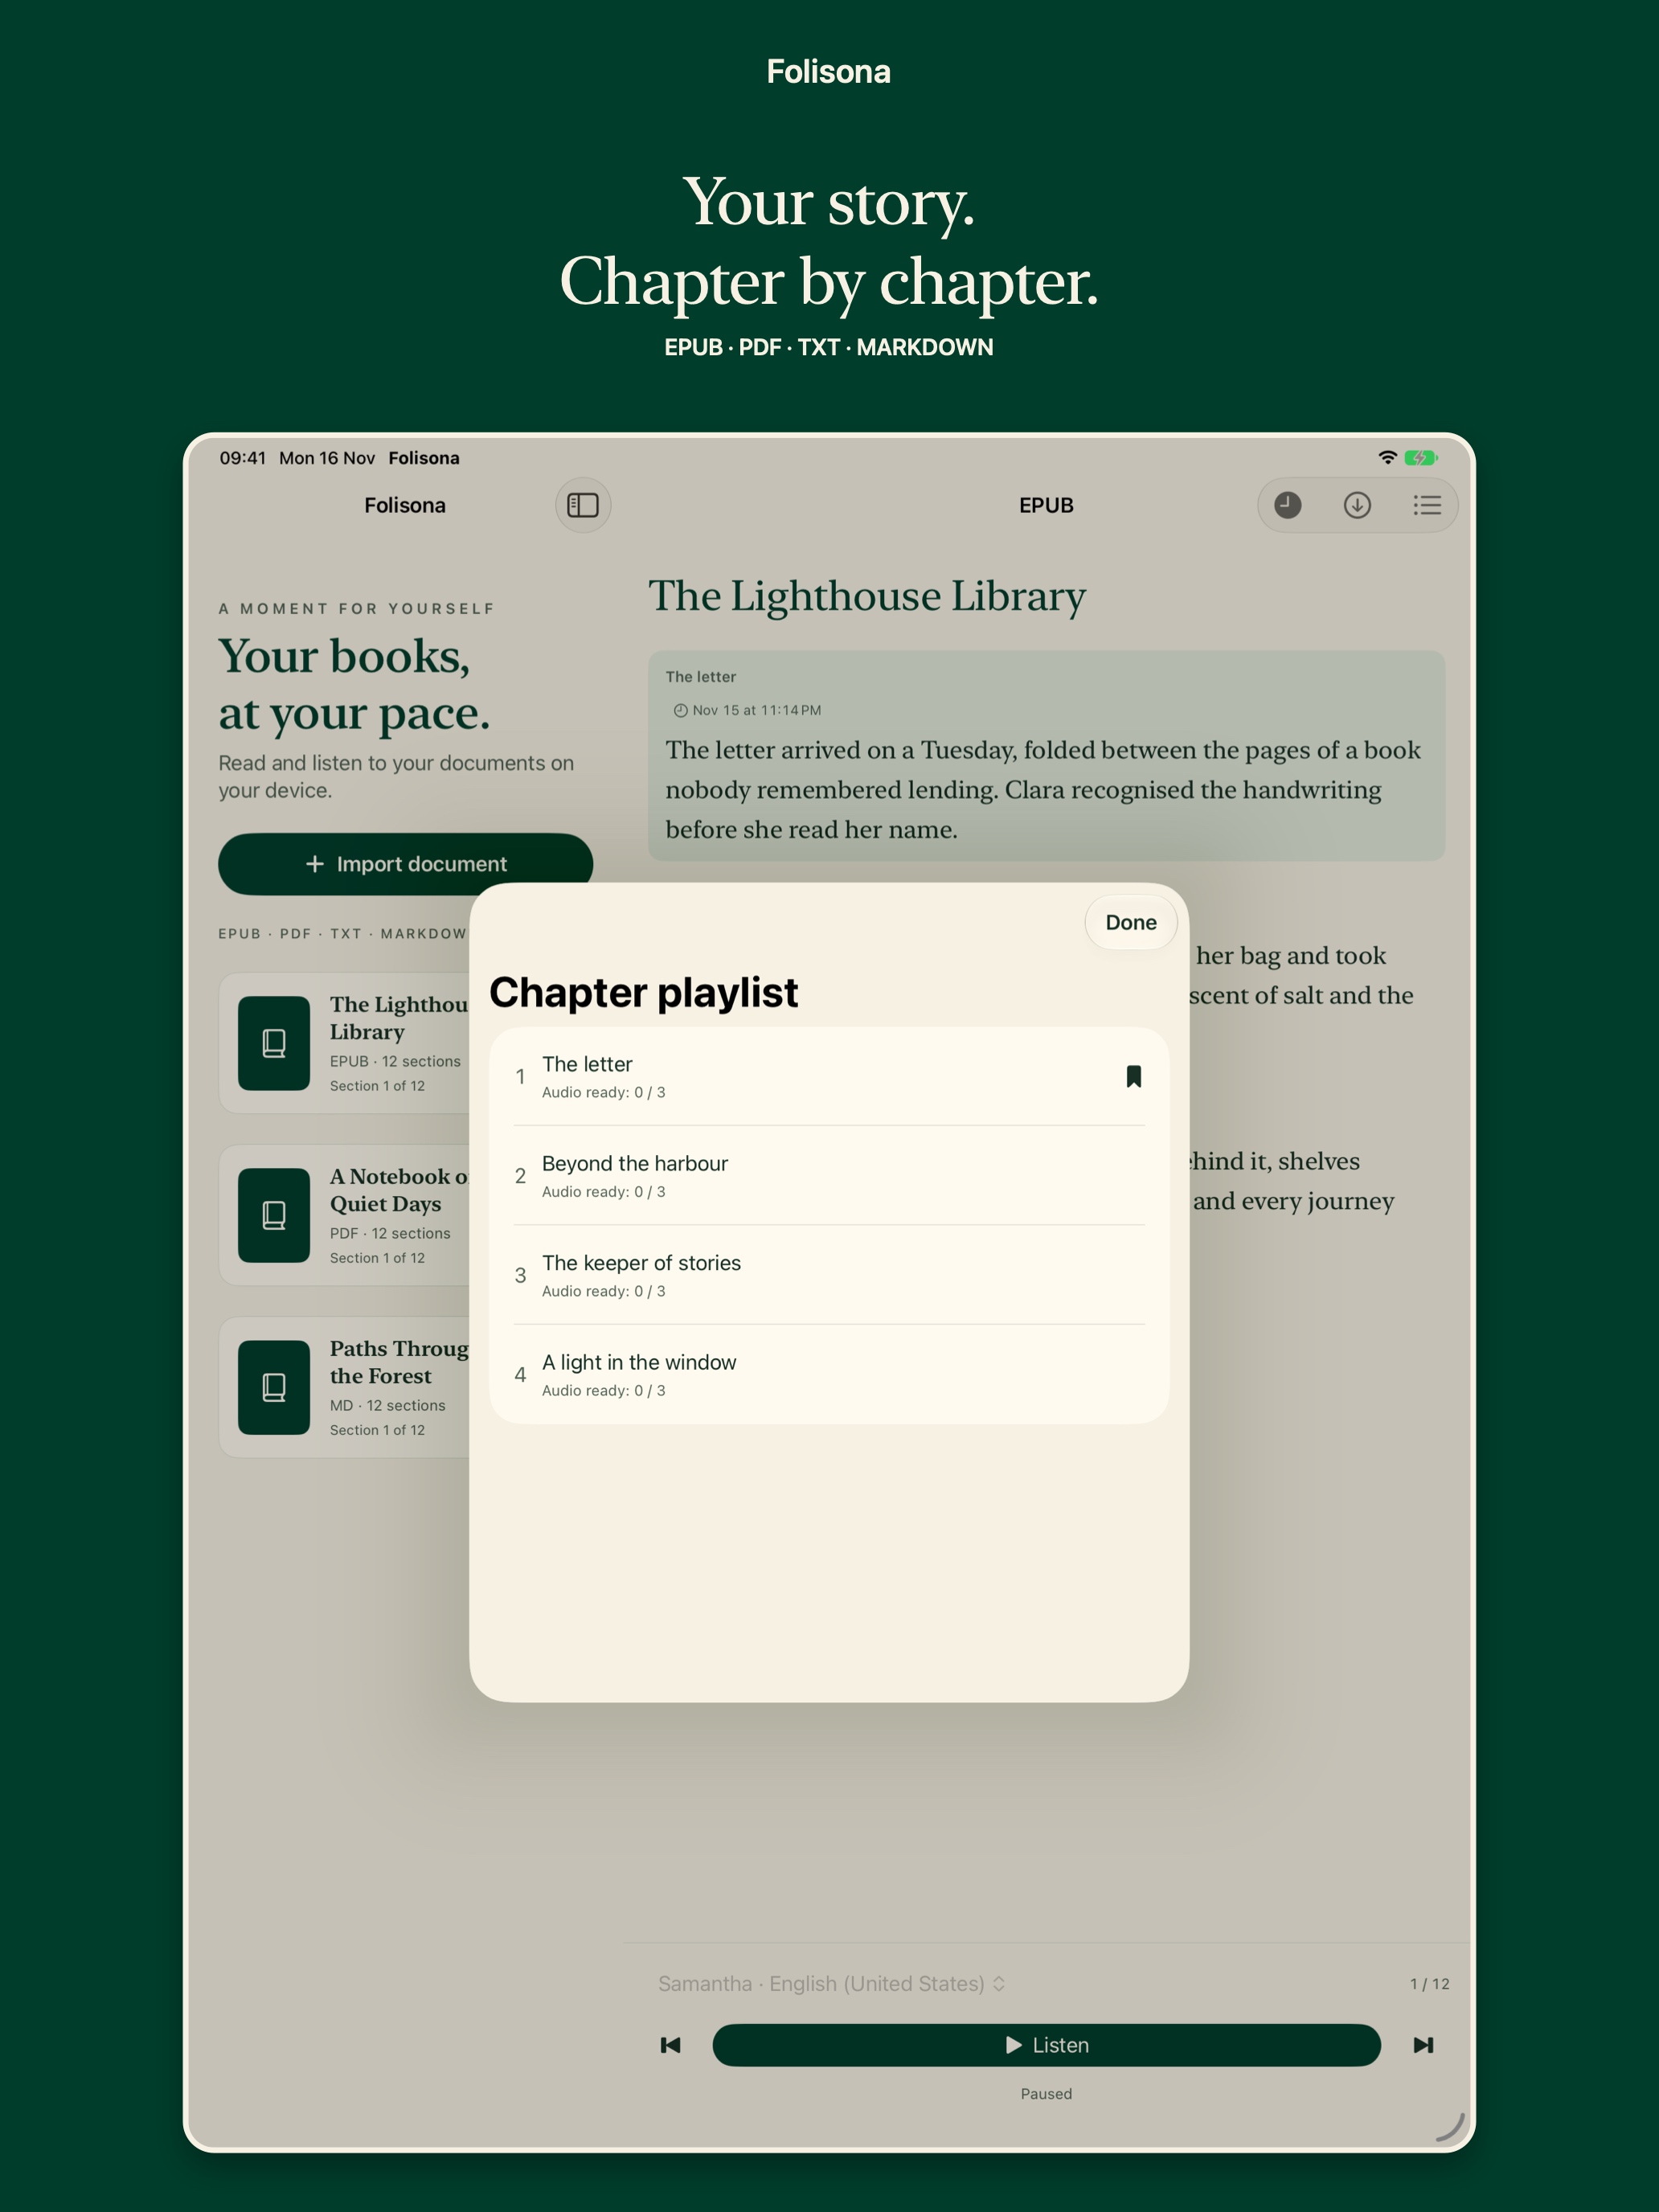 Folisona
Your story.
Chapter by chapter.
EPUB · PDF · TXT · MARKDOWN
09:41 Mon 16 Nov Folisona
Folisona
EPUB
A MOMENT FOR YOURSELF
Your books,
at your pace.
Read and listen to your documents on
your device.
+ Import document
EPUB · PDF · TXT · MARKDOW
The Lighthou
Library
EPUB · 12 sections
Section 1 of 12
A Notebook o
Quiet Days
PDF · 12 sections
Section 1 of 12
Paths Throug
the Forest
MD · 12 sections
Section 1 of 12
The Lighthouse Library
The letter
Nov 15 at 11:14 PM
The letter arrived on a Tuesday, folded between the pages of a book
nobody remembered lending. Clara recognised the handwriting
before she read her name.
her bag and took
scent of salt and the
ehind it, shelves
and every journey
Done
Chapter playlist
1 The letter
Audio ready: 0 / 3
2 Beyond the harbour
Audio ready: 0 / 3
3 The keeper of stories
Audio ready: 0 / 3
4 A light in the window
Audio ready: 0 / 3
Samantha · English (United States)
1 / 12
Listen
Paused